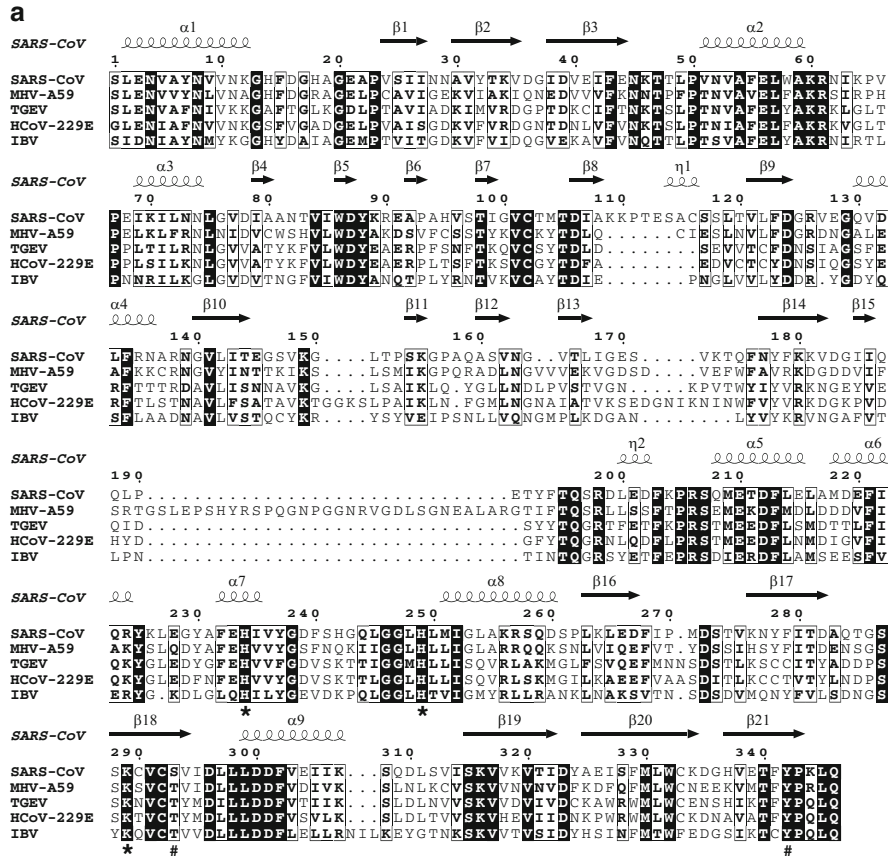 a
SARS-CoV α1 β1 β2 β3 α2
1 10 20 30 40 50 60
SARS-CoV SLENVAYNVVNKGHFDGHAGEAPVSIINNAVYTKVDGIDVEIFENKTTLPVNVAFELWAKRNIKPV
MHV-A59 SLENVVYNLVNAGHFDGRAGELPCAVIGEKVIAKIQNEDVVVFKNNTPFPTNVAVELFAKRSIRPH
TGEV SLENVAFNVVKKGAFTGLKGDLPTAVIADKIMVRDGPTDKCIFTNKTSLPTNVAFELYAKRKLGLT
HCoV-229E GLENIAFNVVKKGSFVGADGELPVAISGDKVFVRDGNTDNLVFVNKTSLPTNIAFELFAKRKVGLT
IBV SIDNIAYNMYKGGHYDAIAGEMPTVITGDKVFVIDQGVEKAVFVNQTTLPTSVAFELYAKRNIRTL
SARS-CoV α3 β4 β5 β6 β7 β8 η1 β9
70 80 90 100 110 120 130
SARS-CoV PEIKILNNLGVDIAANTVIWDYKREAPAHVSTIGVCTMTDIAKKPTESACSSLTVLFDGRVEGQVD
MHV-A59 PELKLFRNLNIDVCWSHVLWDYAKDSVFCSSTYKVCKYTDLQ.......CIESLNVLFDGRDNGALE
TGEV PPLTILRNLGVVATYKFVLWDYEAERPFSNFTKQVCSYTDLD.......SEVVTCFDNSIAGSFE
HCoV-229E PPLSILKNLGVVATYKFVLWDYEAERPLTSFTKSVCGYTDFA.......EDVCTCYDNSIQGSYE
IBV PNNRILKGLGVDVTNGFVIWDYANQTPLYRNTVKVCAYTDIE.......PNGLVVLYDDR.YGDY
SARS-CoV α4 β10 β11 β12 β13 β14 β15
140 150 160 170 180
SARS-CoV LFRNARNGVLITEGSVKG....LTPSKGPAQASVNG..VTLIGES.....VKTQFNYFKKVDGIIQ
MHV-A59 AFKKCRNGVYINTTKIKS....LSMIKGPQRADLNGVVVEKVGDS.....DVEFWFAVRKDGDDVIF
TGEV RFTTTRDAVLISNNAVKG....LSAIKLQ.YGLLNDLPVSTVGN......KPVTWYIYVRKNGEYVE
HCoV-229E RFTLSTNAVLFSATAVKTGGKSLPAIKLN.FGMLNGNAIATVKSEDGNIKNINWFVYVRKDGKPVD
IBV SFLAADNAVLVSTQCYKR....YSYVEIPSNLLVQNGMPLKDGAN........LYVYKRVNGAFVT
SARS-CoV η2 α5 α6
190 200 210 220
SARS-CoV QLP................................ETYFTQSRDLEDFKPRSQMETDFLELAMDEFI
MHV-A59 SRTGSLEPSHYRSPQGNPGGNRVGDLSGNEALARGTIFTQSRLLSSFTPRSEMEKDFMDLDDDVFI
TGEV QID................................SYYTQGRTFETFKPRSTMEEDFLSMDTTLFI
HCoV-229E HYD................................GFYTQGRNLQDFLPRSTMEEDFLNMDIGVFI
IBV LPN................................TINTQGRSYETFEPRSDIERDFLAMSEESFV
SARS-CoV α7 α8 β16 β17
230 240 250 260 270 280
SARS-CoV QRYKLEGYAFEHIVYGDFSHGQLGGLHLMIGLAKRSQDSPLKLEDFIP.MDSTVKNYFITDAQTGS
MHV-A59 AKYSLQDYAFEHVVYGSFNQKIIGGLHLLIGLARRQQKSNLVIQEFVT.YDSSIHSYFITDENSGS
TGEV QKYGLEDYGFEHVVFGDVSKTTIGGMHLLISQVRLAKMGLFSVQEFMNNSDSTLKSCCITYADDPS
HCoV-229E QKYGLEDFNFEHVVYGDVSKTTLGGLHLLISQFRLSKMGILKAEEFVAASDITLKCCTVTYLNDPS
IBV ERYG.KDLGLQHILYGEVDKPQLGGLHTVIGMYRLLRANKLNAKSVTN.SDSDVMQNYFVLSDNGS
* *
SARS-CoV β18 α9 β19 β20 β21
290 300 310 320 330 340
SARS-CoV SKCVCSVIDLLLDDFVEIIK...SQDLSVISKVVKVTIDYAEISFMLWCKDGHVETFYPKLQ
MHV-A59 SKNVCTYMDILLDDFVDIVK...SLNLKCVSKVVNVNVDFKDFQFMLWCNEEKVMTFYPRLQ
TGEV SKSVCTYMDILLDDFVTIIK...SLDLNVVSKVVDVIVDCKAWRWMLWCENSHIKTFYPQLQ
HCoV-229E SKTVCTYMDLLLDDFVSVLK...SLDLTVVSKVHEVIIDNKPWRWMLWCKDNAVATFYPQLQ
IBV YKQVCTVVDLLLDDFLELLRNILKEYGTNKSKVVTVSIDYHSINFMTWFEDGSIKTCYPQLQ
* # #